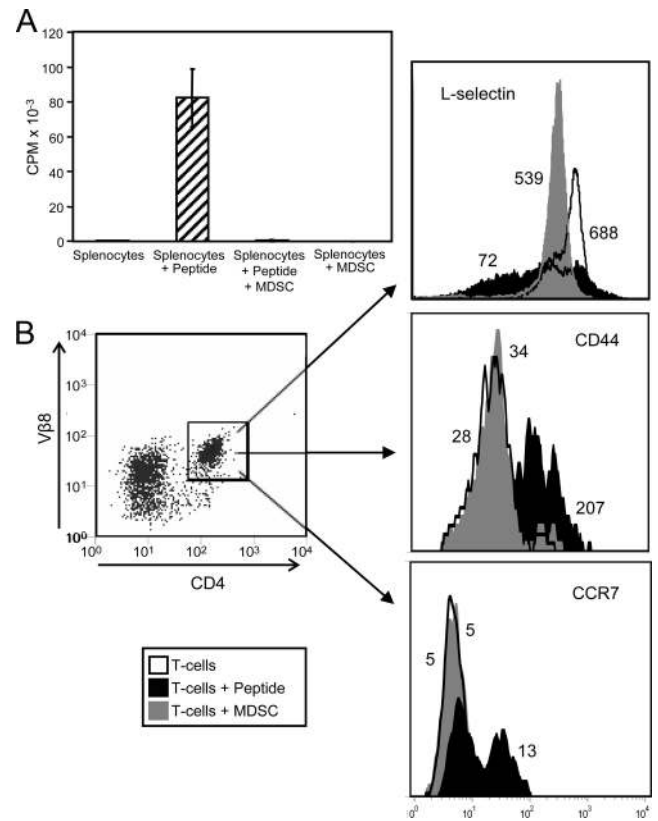 A
120
100
80
60
40
20
0
CPM x 10⁻³
Splenocytes
Splenocytes
+ Peptide
Splenocytes
+ Peptide
+ MDSC
Splenocytes
+ MDSC
L-selectin
539
688
72
B
10⁴
10³
10²
10¹
10⁰
Vβ8
10⁰ 10¹ 10² 10³ 10⁴
CD4
CD44
34
28
207
CCR7
5
5
13
10⁰ 10¹ 10² 10³ 10⁴
T-cells
T-cells + Peptide
T-cells + MDSC